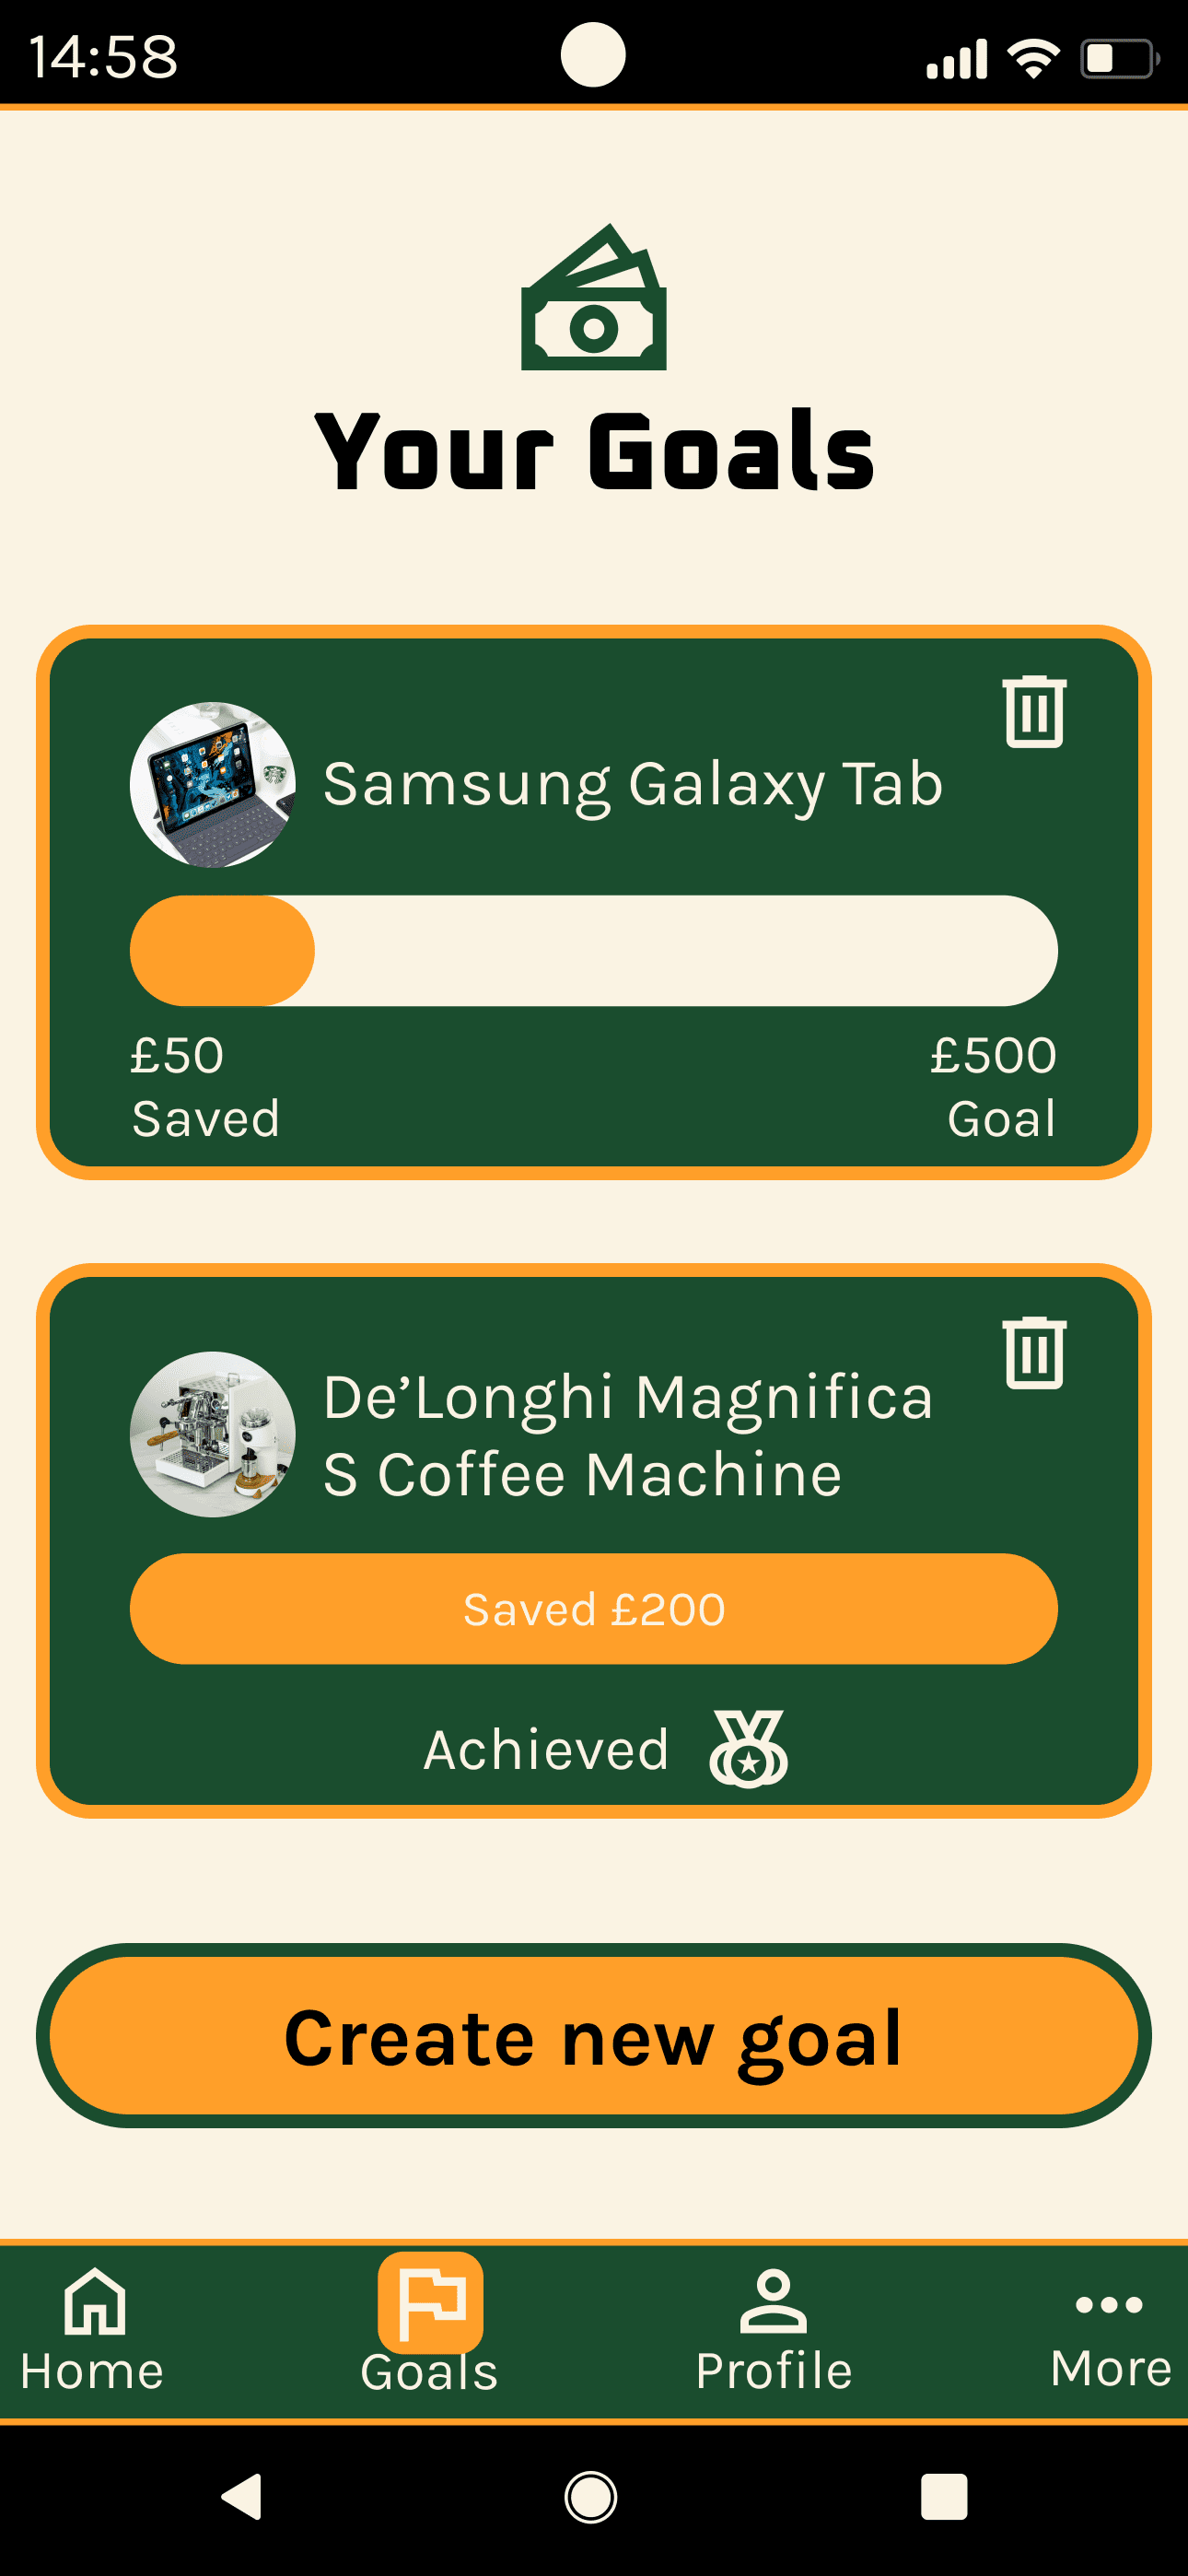 14:58
Your Goals
Samsung Galaxy Tab
£50
Saved
£500
Goal
De’Longhi Magnifica
S Coffee Machine
Saved £200
Achieved
Create new goal
Home
Goals
Profile
More